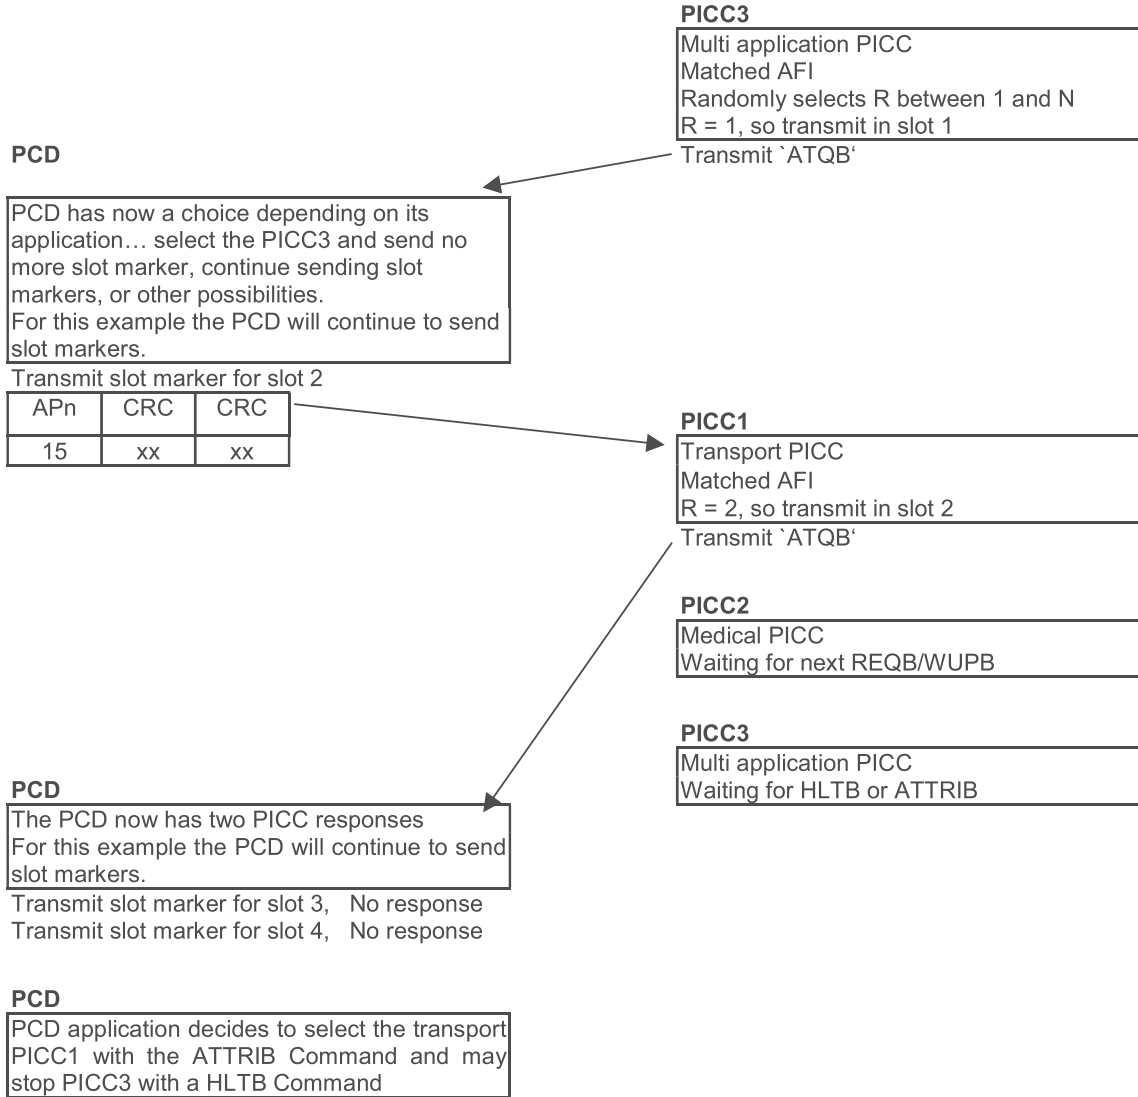 PICC3
Multi application PICC
Matched AFI
Randomly selects R between 1 and N
R = 1, so transmit in slot 1
Transmit `ATQB‘
PCD
PCD has now a choice depending on its
application… select the PICC3 and send no
more slot marker, continue sending slot
markers, or other possibilities.
For this example the PCD will continue to send
slot markers.
Transmit slot marker for slot 2
APn CRC CRC
15 xx xx
PICC1
Transport PICC
Matched AFI
R = 2, so transmit in slot 2
Transmit `ATQB‘
PICC2
Medical PICC
Waiting for next REQB/WUPB
PICC3
Multi application PICC
Waiting for HLTB or ATTRIB
PCD
The PCD now has two PICC responses
For this example the PCD will continue to send
slot markers.
Transmit slot marker for slot 3, No response
Transmit slot marker for slot 4, No response
PCD
PCD application decides to select the transport
PICC1 with the ATTRIB Command and may
stop PICC3 with a HLTB Command